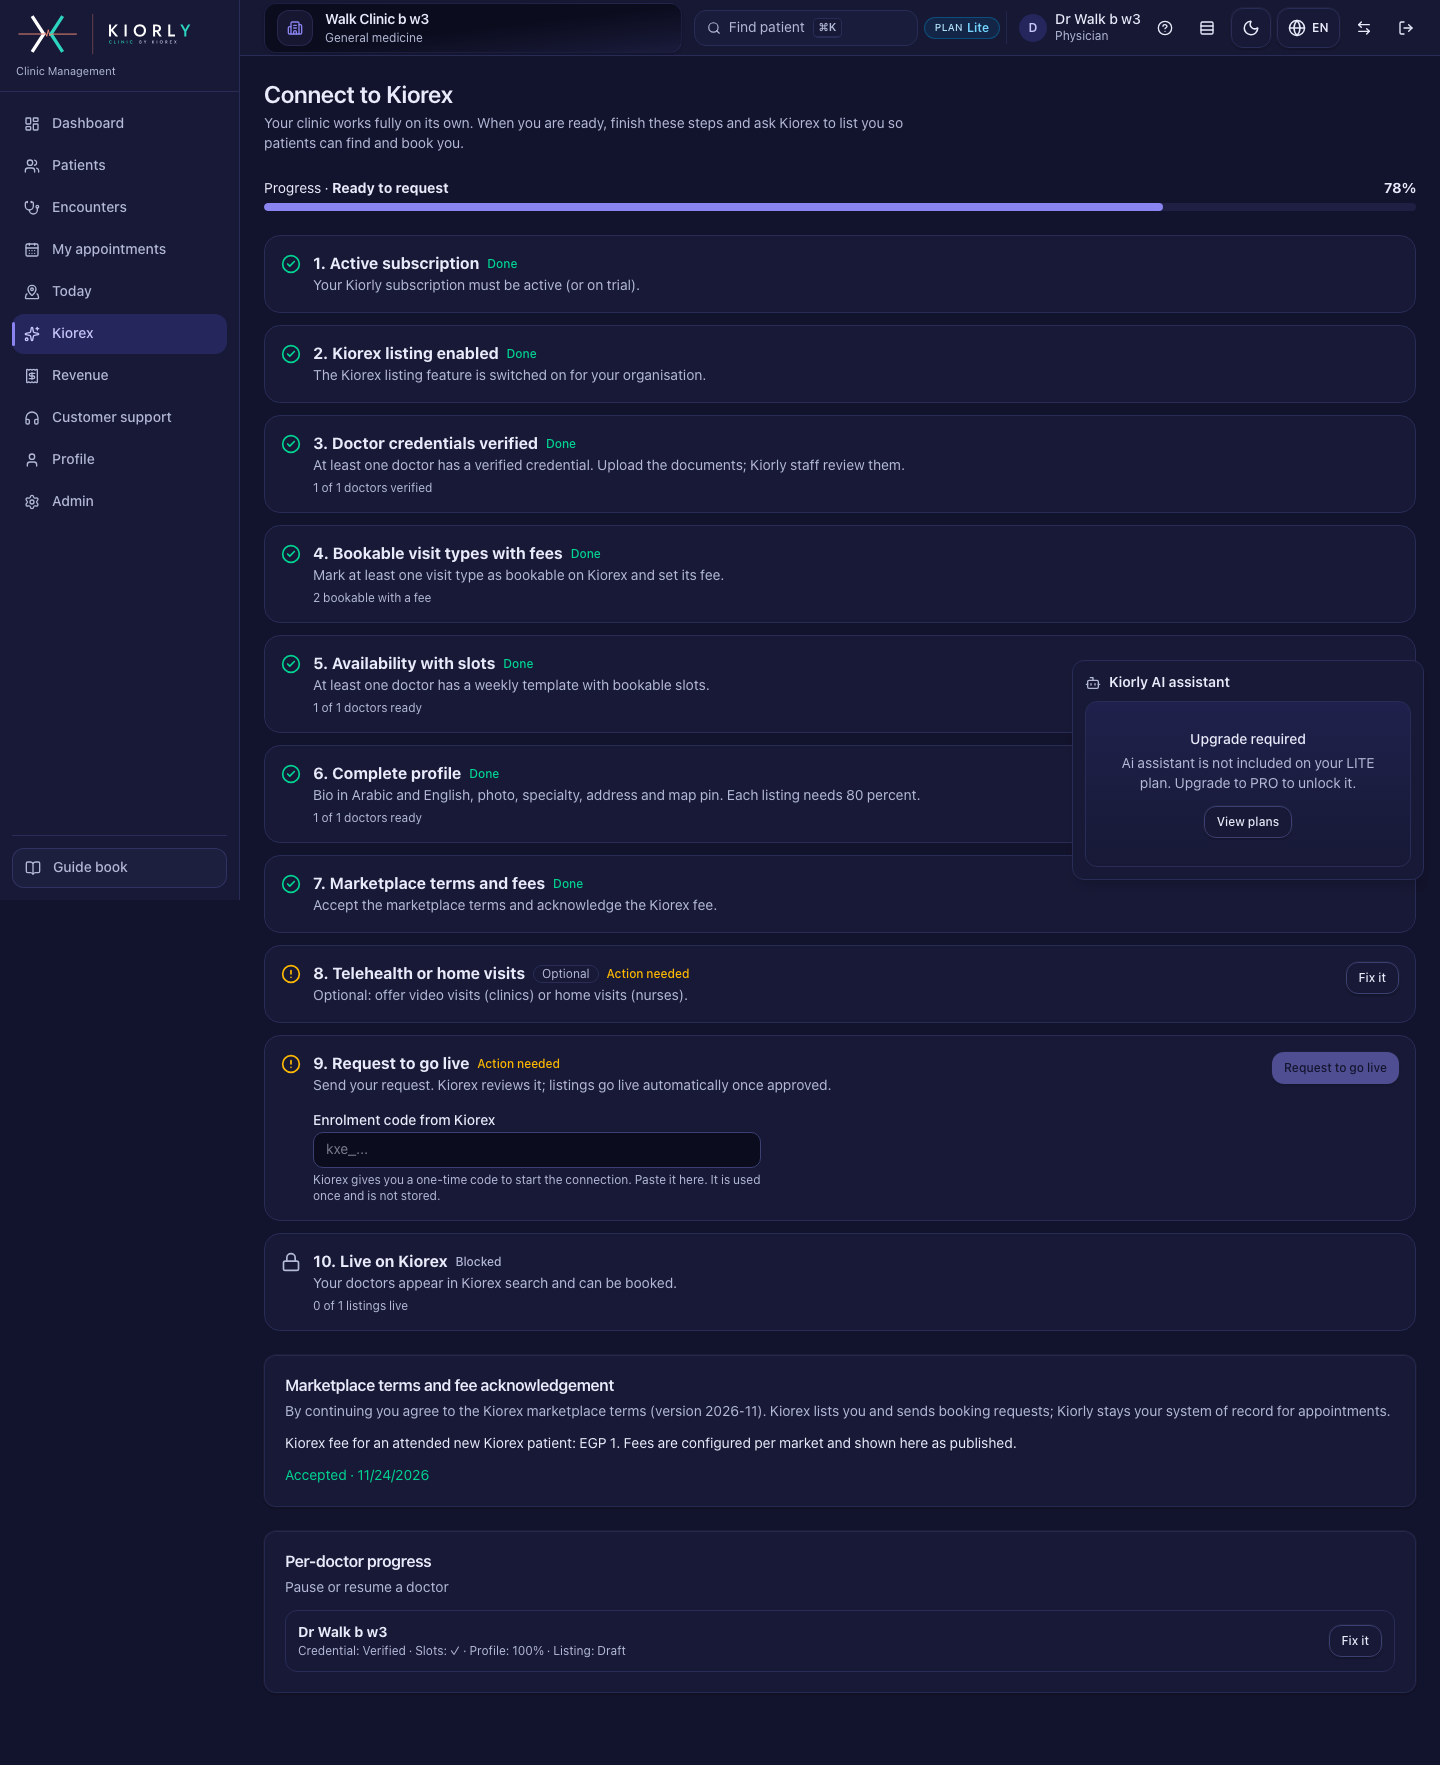 KIORLY
CLINIC BY KIOREX
Clinic Management
Dashboard
Patients
Encounters
My appointments
Today
Kiorex
Revenue
Customer support
Profile
Admin
Guide book
Walk Clinic b w3
General medicine
Find patient ⌘K
PLAN Lite
D
Dr Walk b w3
Physician
EN
Connect to Kiorex
Your clinic works fully on its own. When you are ready, finish these steps and ask Kiorex to list you so
patients can find and book you.
Progress · Ready to request
78%
1. Active subscription Done
Your Kiorly subscription must be active (or on trial).
2. Kiorex listing enabled Done
The Kiorex listing feature is switched on for your organisation.
3. Doctor credentials verified Done
At least one doctor has a verified credential. Upload the documents; Kiorly staff review them.
1 of 1 doctors verified
4. Bookable visit types with fees Done
Mark at least one visit type as bookable on Kiorex and set its fee.
2 bookable with a fee
5. Availability with slots Done
At least one doctor has a weekly template with bookable slots.
1 of 1 doctors ready
6. Complete profile Done
Bio in Arabic and English, photo, specialty, address and map pin. Each listing needs 80 percent.
1 of 1 doctors ready
7. Marketplace terms and fees Done
Accept the marketplace terms and acknowledge the Kiorex fee.
Kiorly AI assistant
Upgrade required
Ai assistant is not included on your LITE
plan. Upgrade to PRO to unlock it.
View plans
8. Telehealth or home visits Optional Action needed
Optional: offer video visits (clinics) or home visits (nurses).
Fix it
9. Request to go live Action needed
Send your request. Kiorex reviews it; listings go live automatically once approved.
Request to go live
Enrolment code from Kiorex
kxe_...
Kiorex gives you a one-time code to start the connection. Paste it here. It is used
once and is not stored.
10. Live on Kiorex Blocked
Your doctors appear in Kiorex search and can be booked.
0 of 1 listings live
Marketplace terms and fee acknowledgement
By continuing you agree to the Kiorex marketplace terms (version 2026-11). Kiorex lists you and sends booking requests; Kiorly stays your system of record for appointments.
Kiorex fee for an attended new Kiorex patient: EGP 1. Fees are configured per market and shown here as published.
Accepted · 11/24/2026
Per-doctor progress
Pause or resume a doctor
Dr Walk b w3
Credential: Verified · Slots: ✓ · Profile: 100% · Listing: Draft
Fix it